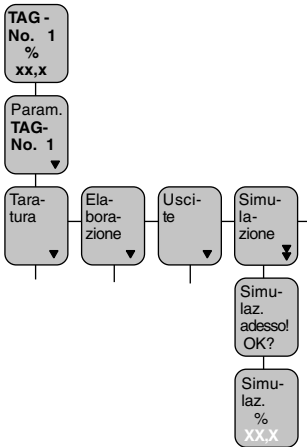 TAG -
No. 1
%
xx,x
Param.
TAG-
No. 1
Tara-
tura
Ela-
bora-
zione
Usci-
te
Simu-
la-
zione
Simu-
laz.
adesso!
OK?
Simu-
laz.
%
XX,X